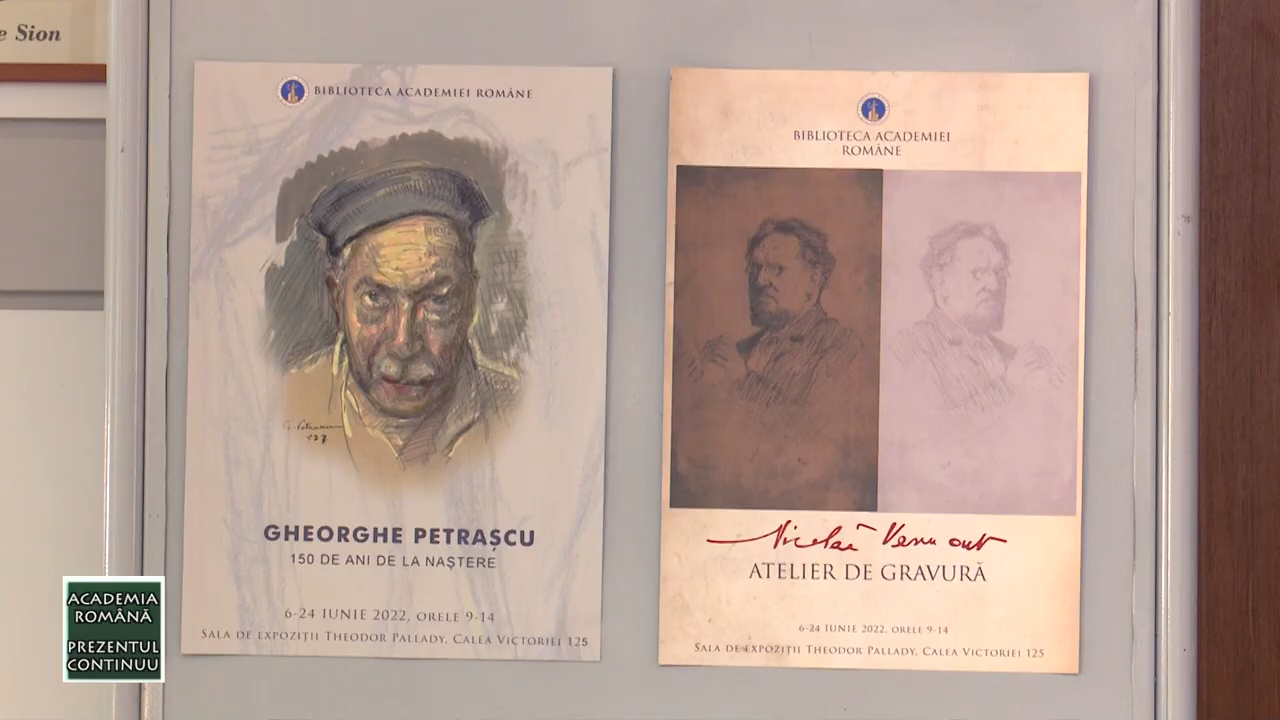 e Sion
BIBLIOTECA ACADEMIEI ROMÂNE
GHEORGHE PETRAȘCU
150 DE ANI DE LA NAȘTERE
6-24 IUNIE 2022, ORELE 9-14
SALA DE EXPOZIȚII THEODOR PALLADY, CALEA VICTORIEI 125
BIBLIOTECA ACADEMIEI
ROMÂNE
Nicolae Vermont
ATELIER DE GRAVURĂ
6-24 IUNIE 2022, ORELE 9-14
SALA DE EXPOZIȚII THEODOR PALLADY, CALEA VICTORIEI 125
ACADEMIA
ROMÂNĂ
PREZENTUL
CONTINUU